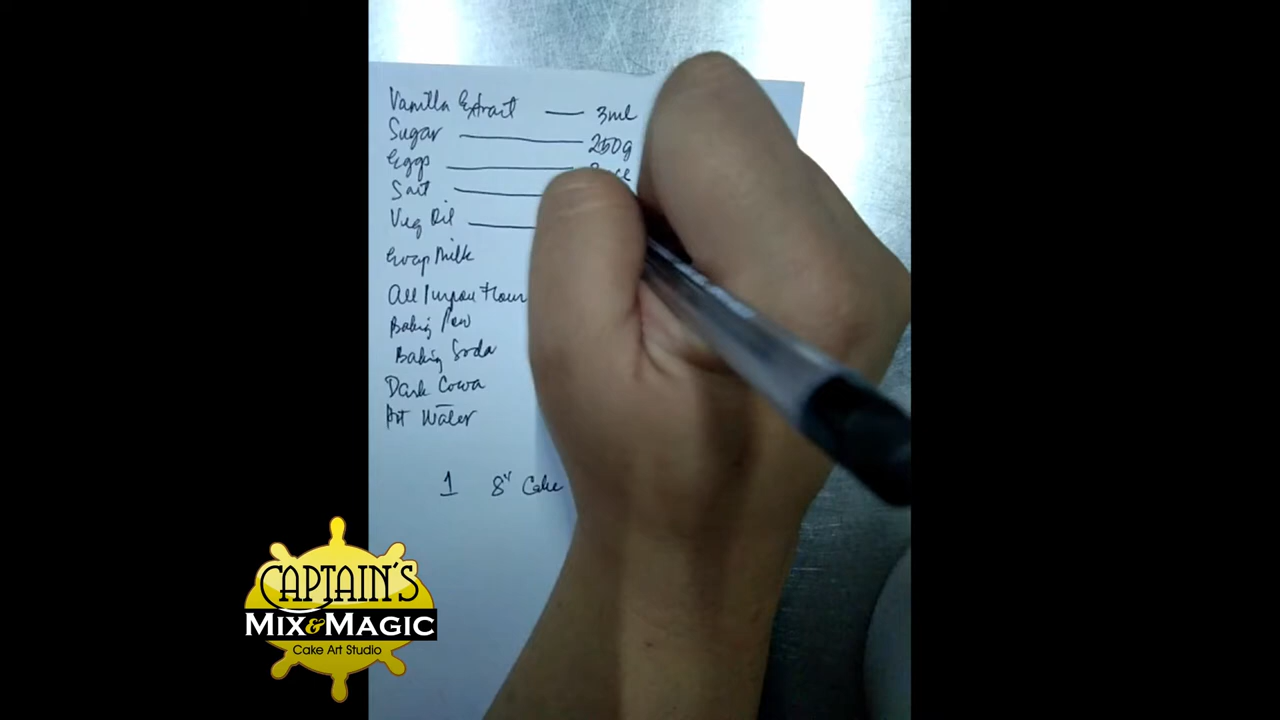 Vanilla Extract — 3ml
Sugar — 250g
Eggs —
Salt —
Veg Oil —
Evap Milk
All Purpose Flour
Baking Pow
Baking Soda
Dark Cocoa
Hot Water
1 8" Cake
CAPTAIN'S
MIX & MAGIC
Cake Art Studio